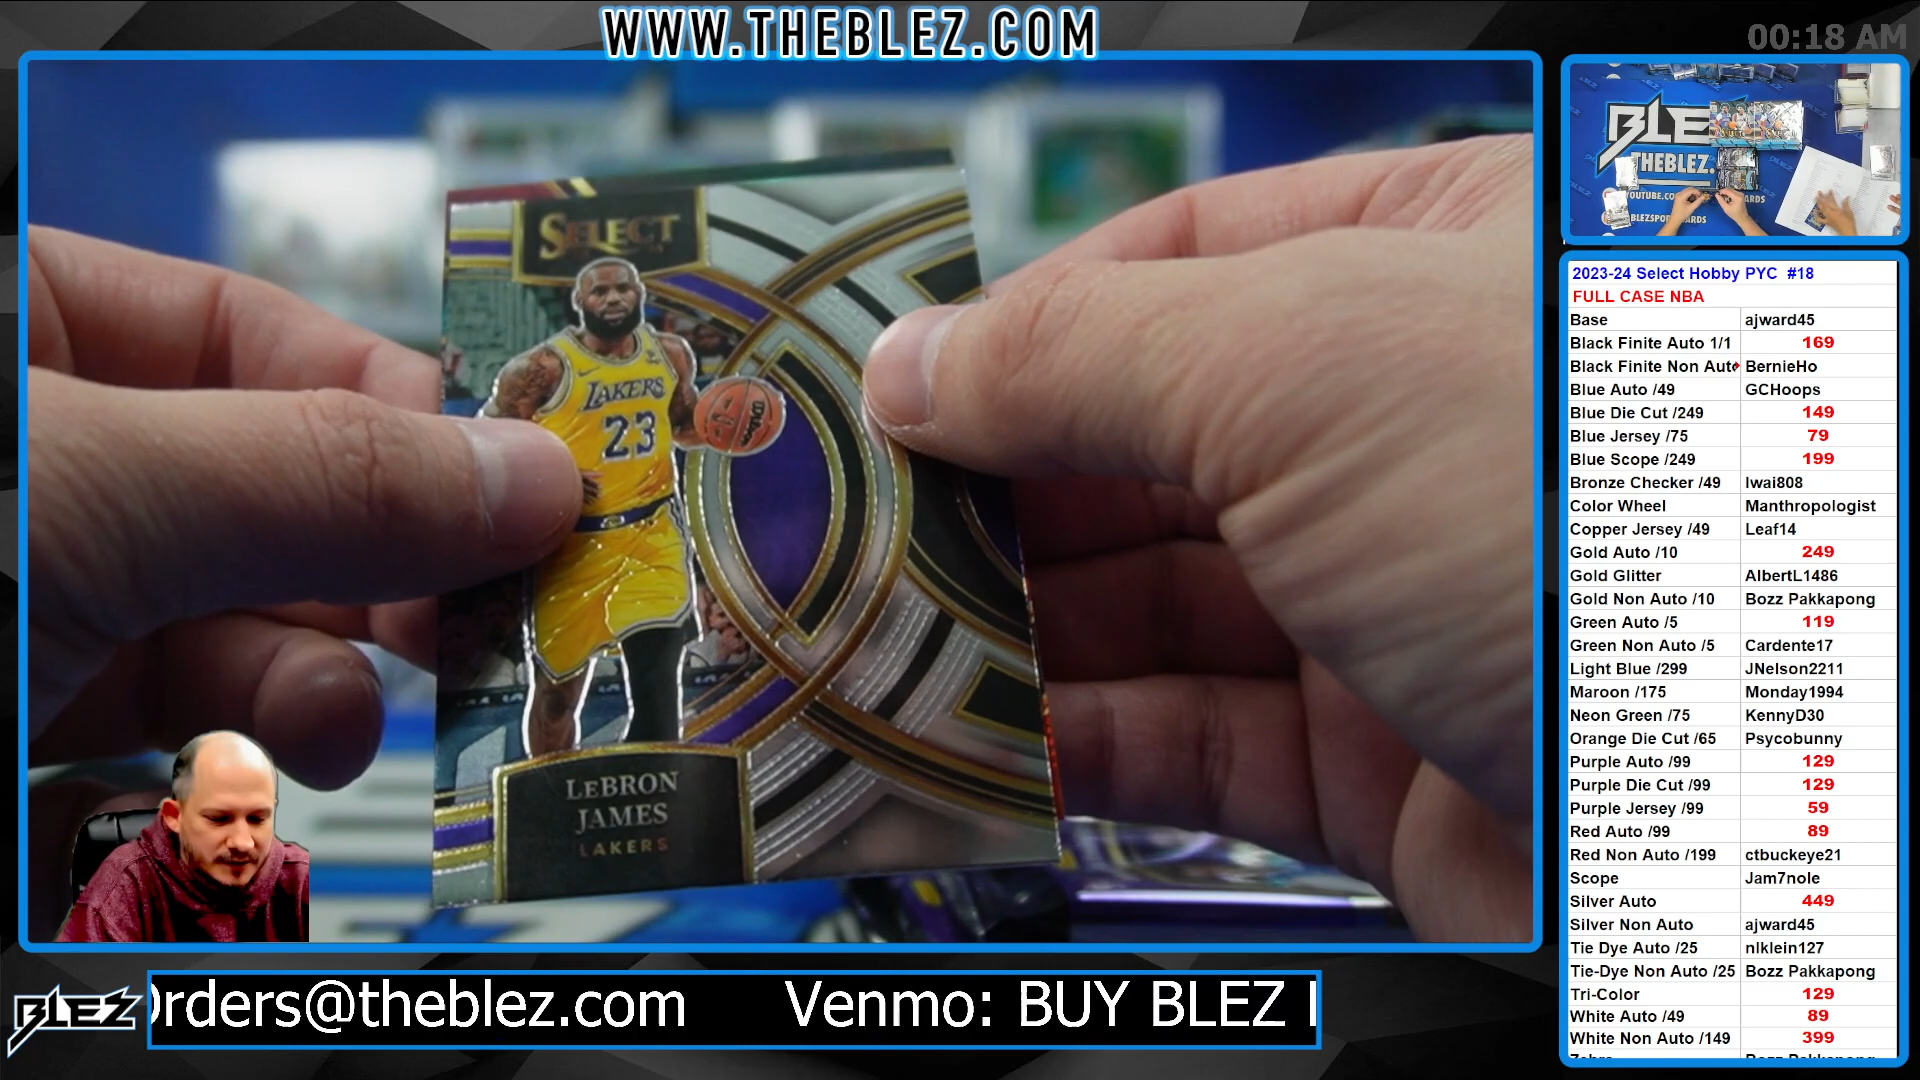 WWW.THEBLEZ.COM
00:18 AM
SELECT
LAKERS
23
LEBRON
JAMES
LAKERS
BLE
THEBLEZ.
2023-24 Select Hobby PYC #18
FULL CASE NBA
Base ajward45
Black Finite Auto 1/1 169
Black Finite Non Aut BernieHo
Blue Auto /49 GCHoops
Blue Die Cut /249 149
Blue Jersey /75 79
Blue Scope /249 199
Bronze Checker /49 Iwai808
Color Wheel Manthropologist
Copper Jersey /49 Leaf14
Gold Auto /10 249
Gold Glitter AlbertL1486
Gold Non Auto /10 Bozz Pakkapong
Green Auto /5 119
Green Non Auto /5 Cardente17
Light Blue /299 JNelson2211
Maroon /175 Monday1994
Neon Green /75 KennyD30
Orange Die Cut /65 Psycobunny
Purple Auto /99 129
Purple Die Cut /99 129
Purple Jersey /99 59
Red Auto /99 89
Red Non Auto /199 ctbuckeye21
Scope Jam7nole
Silver Auto 449
Silver Non Auto ajward45
Tie Dye Auto /25 nlklein127
Tie-Dye Non Auto /25 Bozz Pakkapong
Tri-Color 129
White Auto /49 89
White Non Auto /149 399
BLEZ
Orders@theblez.com Venmo: BUY BLEZ